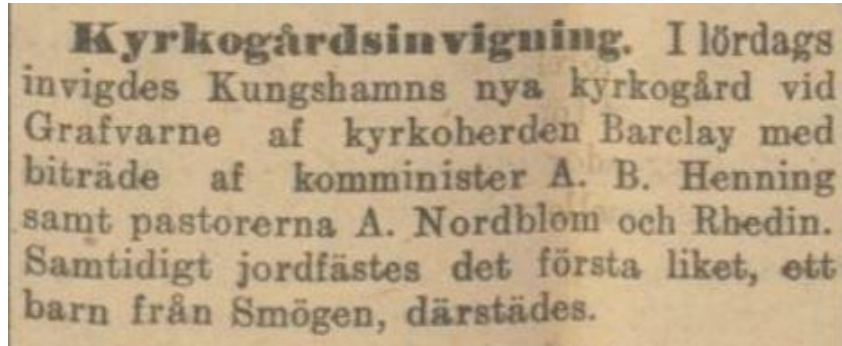 Kyrkogårdsinvigning. I lördags
invigdes Kungshamns nya kyrkogård vid
Grafvarne af kyrkoherden Barclay med
biträde af komminister A. B. Henning
samt pastorerna A. Nordblom och Rhedin.
Samtidigt jordfästes det första liket, ett
barn från Smögen, därstädes.